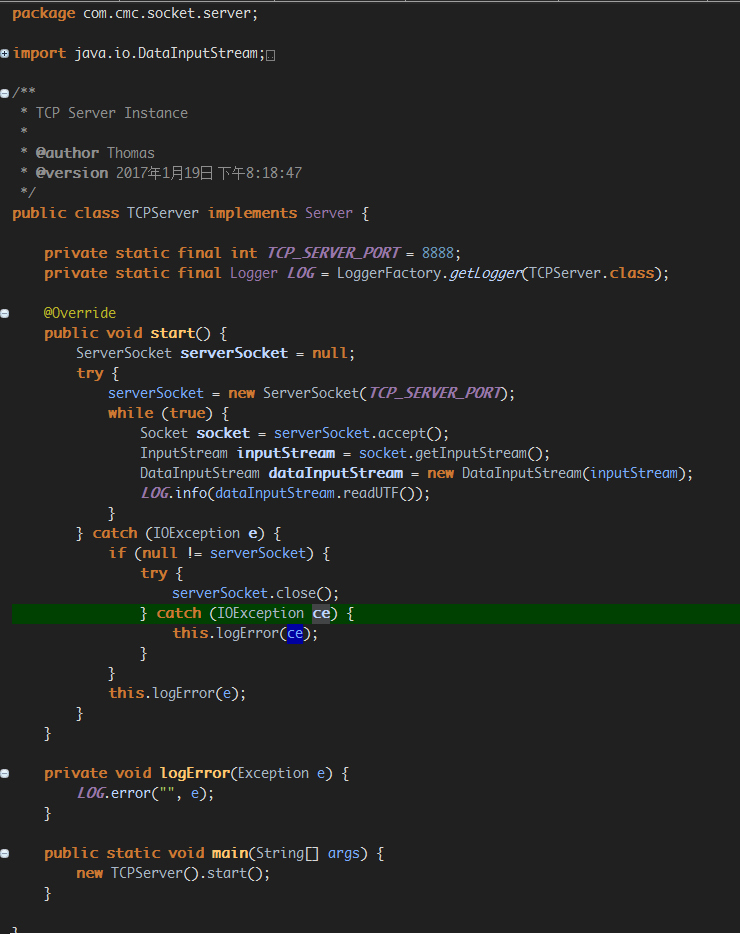 package com.cmc.socket.server;
import java.io.DataInputStream;
/**
 * TCP Server Instance
 *
 * @author Thomas
 * @version 2017年1月19日 下午8:18:47
 */
public class TCPServer implements Server {
    private static final int TCP_SERVER_PORT = 8888;
    private static final Logger LOG = LoggerFactory.getLogger(TCPServer.class);
    @Override
    public void start() {
        ServerSocket serverSocket = null;
        try {
            serverSocket = new ServerSocket(TCP_SERVER_PORT);
            while (true) {
                Socket socket = serverSocket.accept();
                InputStream inputStream = socket.getInputStream();
                DataInputStream dataInputStream = new DataInputStream(inputStream);
                LOG.info(dataInputStream.readUTF());
            }
        } catch (IOException e) {
            if (null != serverSocket) {
                try {
                    serverSocket.close();
                } catch (IOException ce) {
                    this.logError(ce);
                }
            }
            this.logError(e);
        }
    }
    private void logError(Exception e) {
        LOG.error("", e);
    }
    public static void main(String[] args) {
        new TCPServer().start();
    }
}